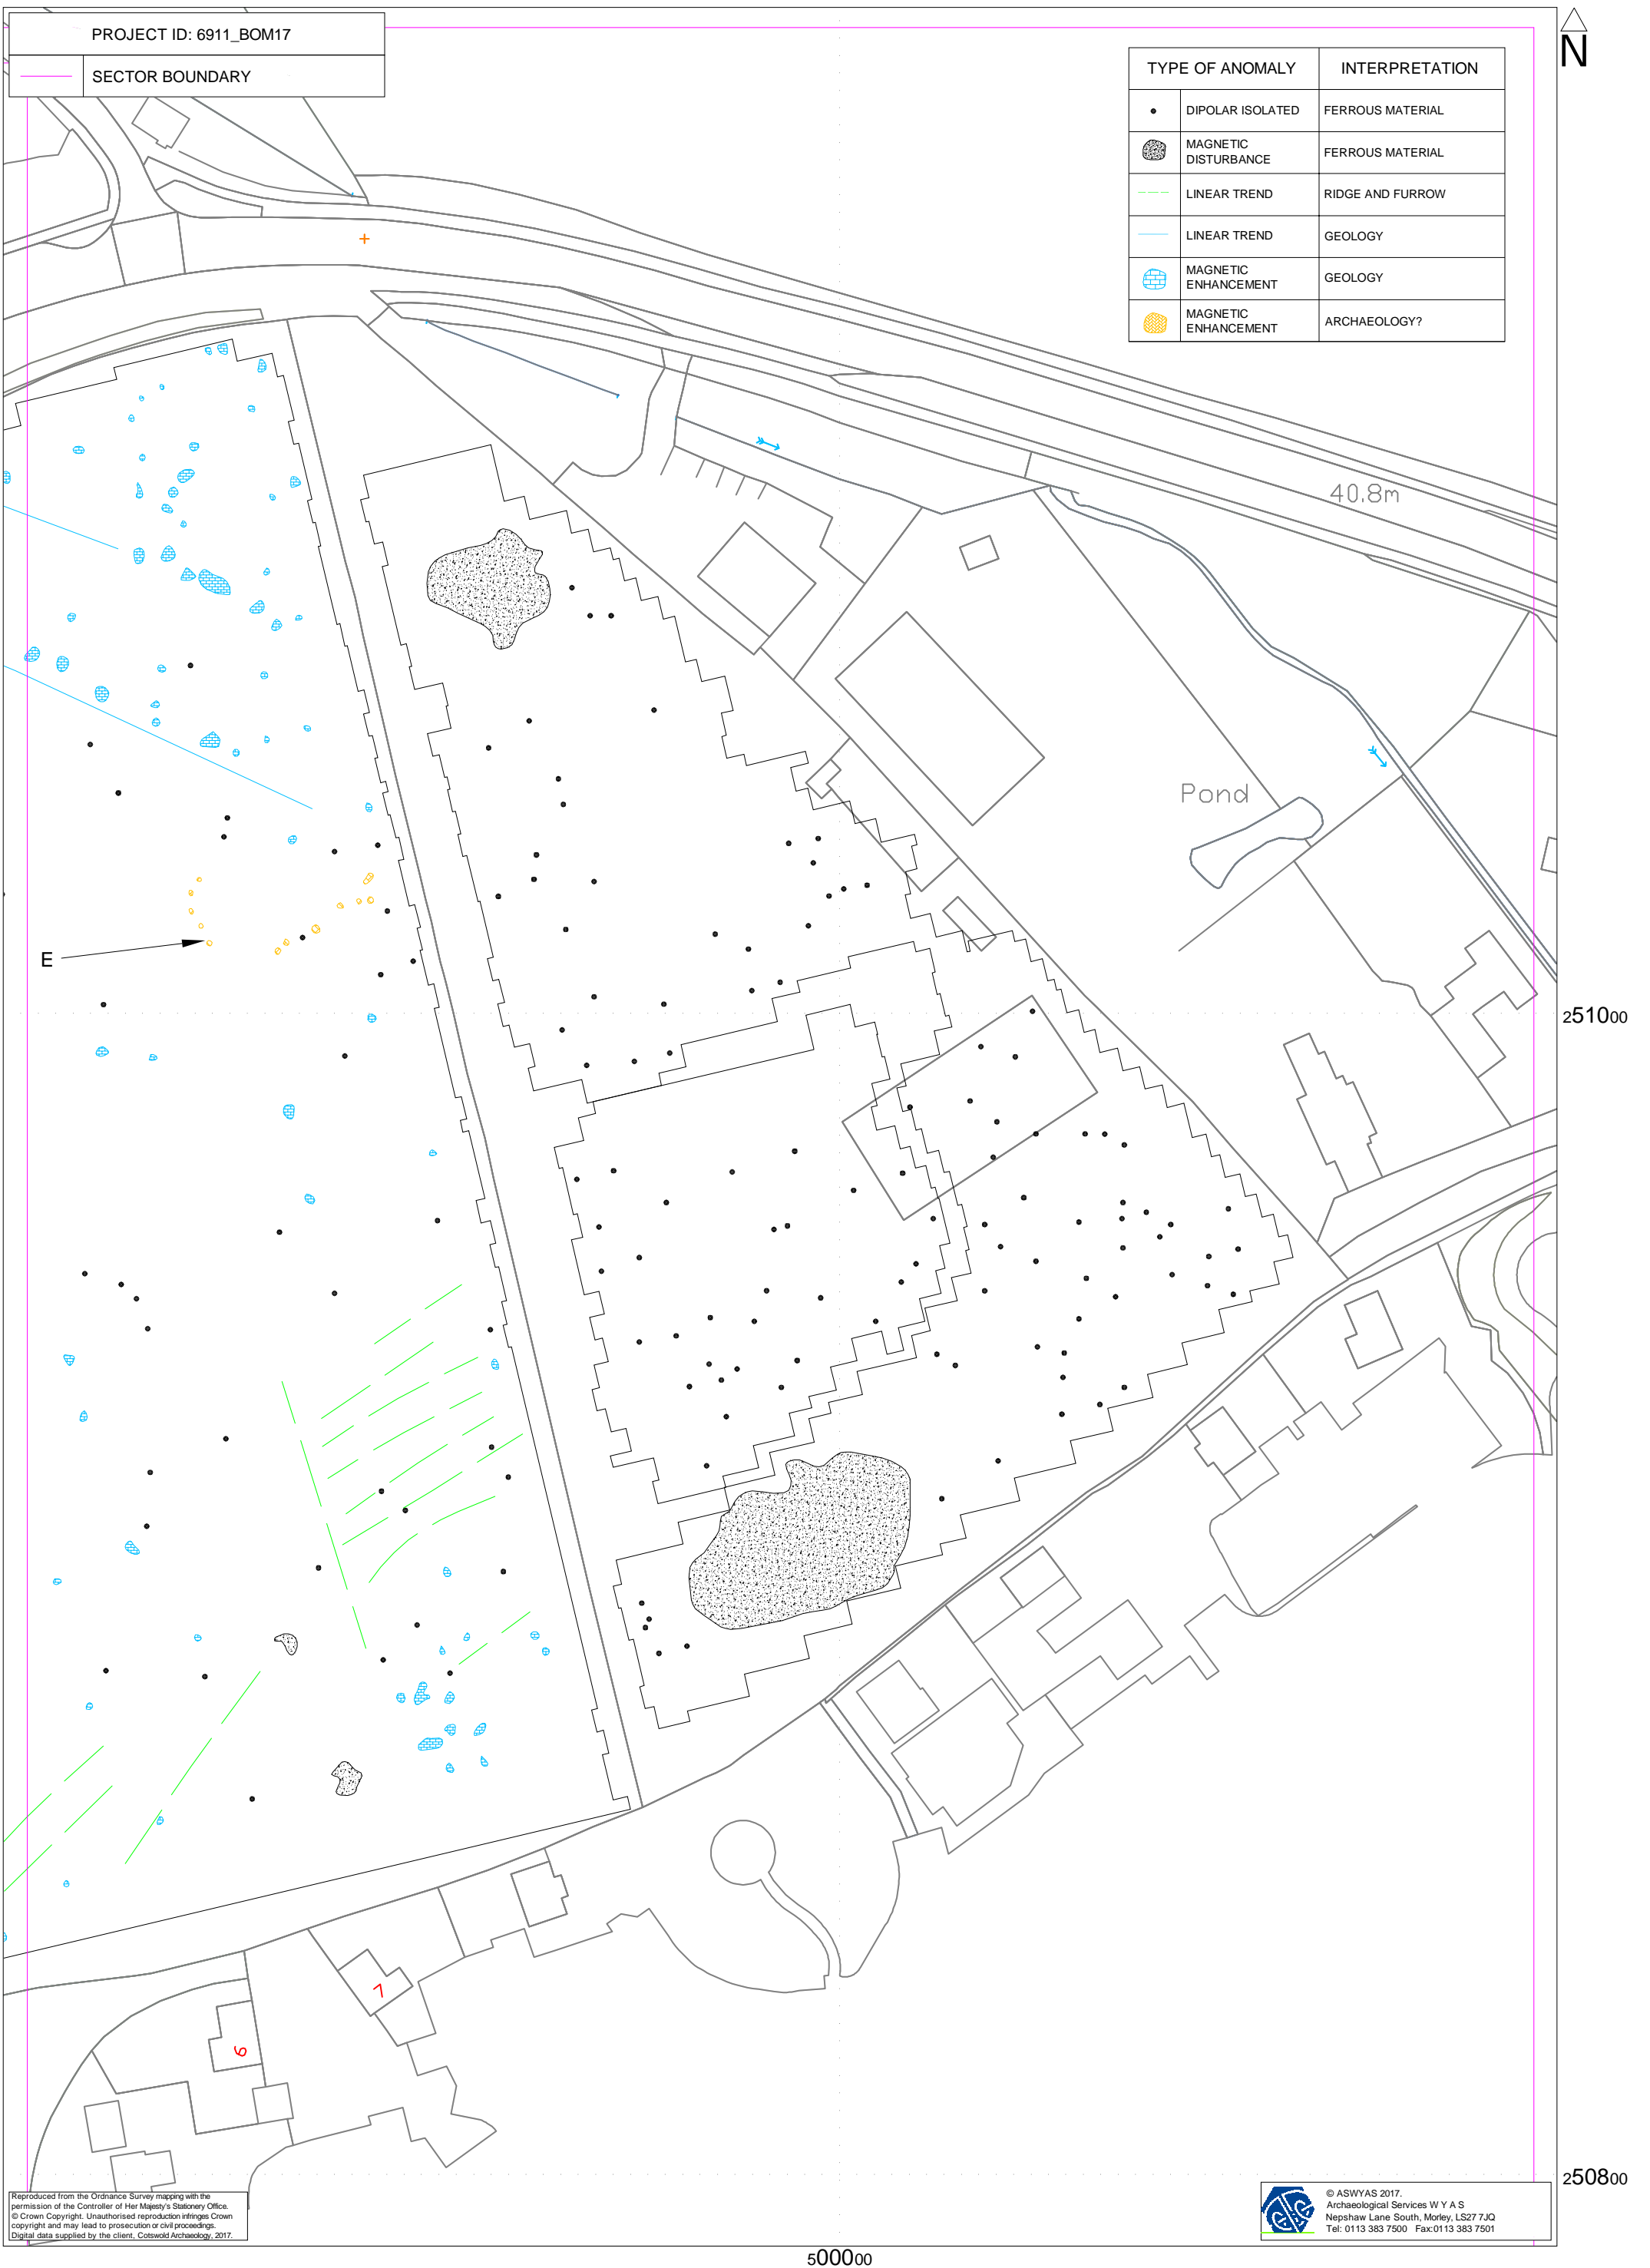 PROJECT ID: 6911_BOM17
SECTOR BOUNDARY
N
TYPE OF ANOMALY INTERPRETATION
DIPOLAR ISOLATED FERROUS MATERIAL
MAGNETIC
DISTURBANCE
FERROUS MATERIAL
LINEAR TREND RIDGE AND FURROW
LINEAR TREND GEOLOGY
MAGNETIC
ENHANCEMENT
GEOLOGY
MAGNETIC
ENHANCEMENT
ARCHAEOLOGY?
40.8m
Pond
E
251000
7
6
250800
500000
Reproduced from the Ordnance Survey mapping with the
permission of the Controller of Her Majesty's Stationery Office.
© Crown Copyright. Unauthorised reproduction infringes Crown
copyright and may lead to prosecution or civil proceedings.
Digital data supplied by the client, Cotswold Archaeology, 2017.
© ASWYAS 2017.
Archaeological Services W Y A S
Nepshaw Lane South, Morley, LS27 7JQ
Tel: 0113 383 7500 Fax:0113 383 7501